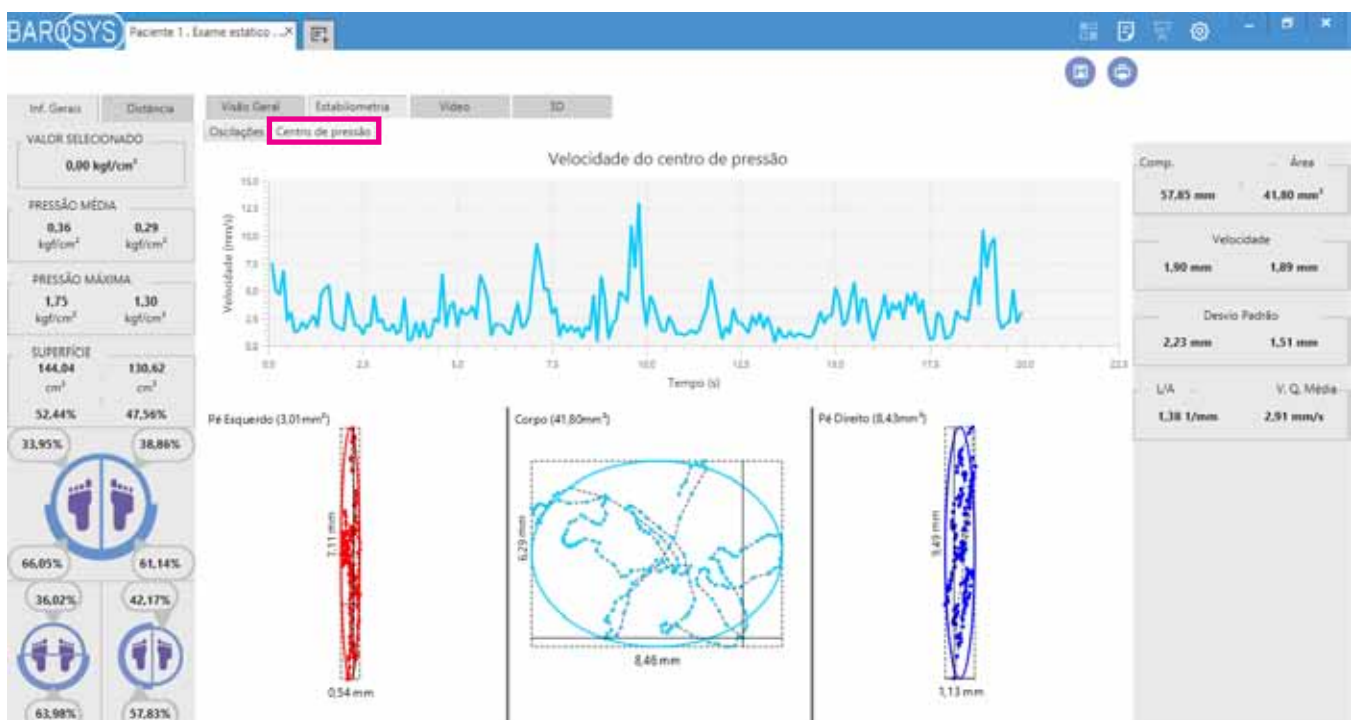 BAROSYS
Paciente 1 . Exame estático . ..X
Inf. Gerais Distância
Visão Geral Estabilometria Vídeo 3D
Oscilações Centro de pressão
VALOR SELECIONADO
0,00 kgf/cm²
PRESSÃO MÉDIA
0,36 0,29
kgf/cm² kgf/cm²
PRESSÃO MÁXIMA
1,75 1,30
kgf/cm² kgf/cm²
SUPERFÍCIE
144,04 130,62
cm² cm²
52,44% 47,56%
33,95% 38,86%
66,05% 61,14%
36,02% 42,17%
63,98% 57,83%
Velocidade do centro de pressão
Velocidade (mm/s)
15,0
12,5
10,0
7,5
5,0
2,5
0,0
0,0 2,5 5,0 7,5 10,0 12,5 15,0 17,5 20,0 22,5
Tempo (s)
Pé Esquerdo (3,01mm²)
7,11 mm
0,54 mm
Corpo (41,80mm²)
6,29 mm
8,46 mm
Pé Direito (8,43mm²)
9,49 mm
1,13 mm
Comp. Área
57,85 mm 41,80 mm²
Velocidade
1,90 mm 1,89 mm
Desvio Padrão
2,23 mm 1,51 mm
L/A V. Q. Média
1,38 1/mm 2,91 mm/s